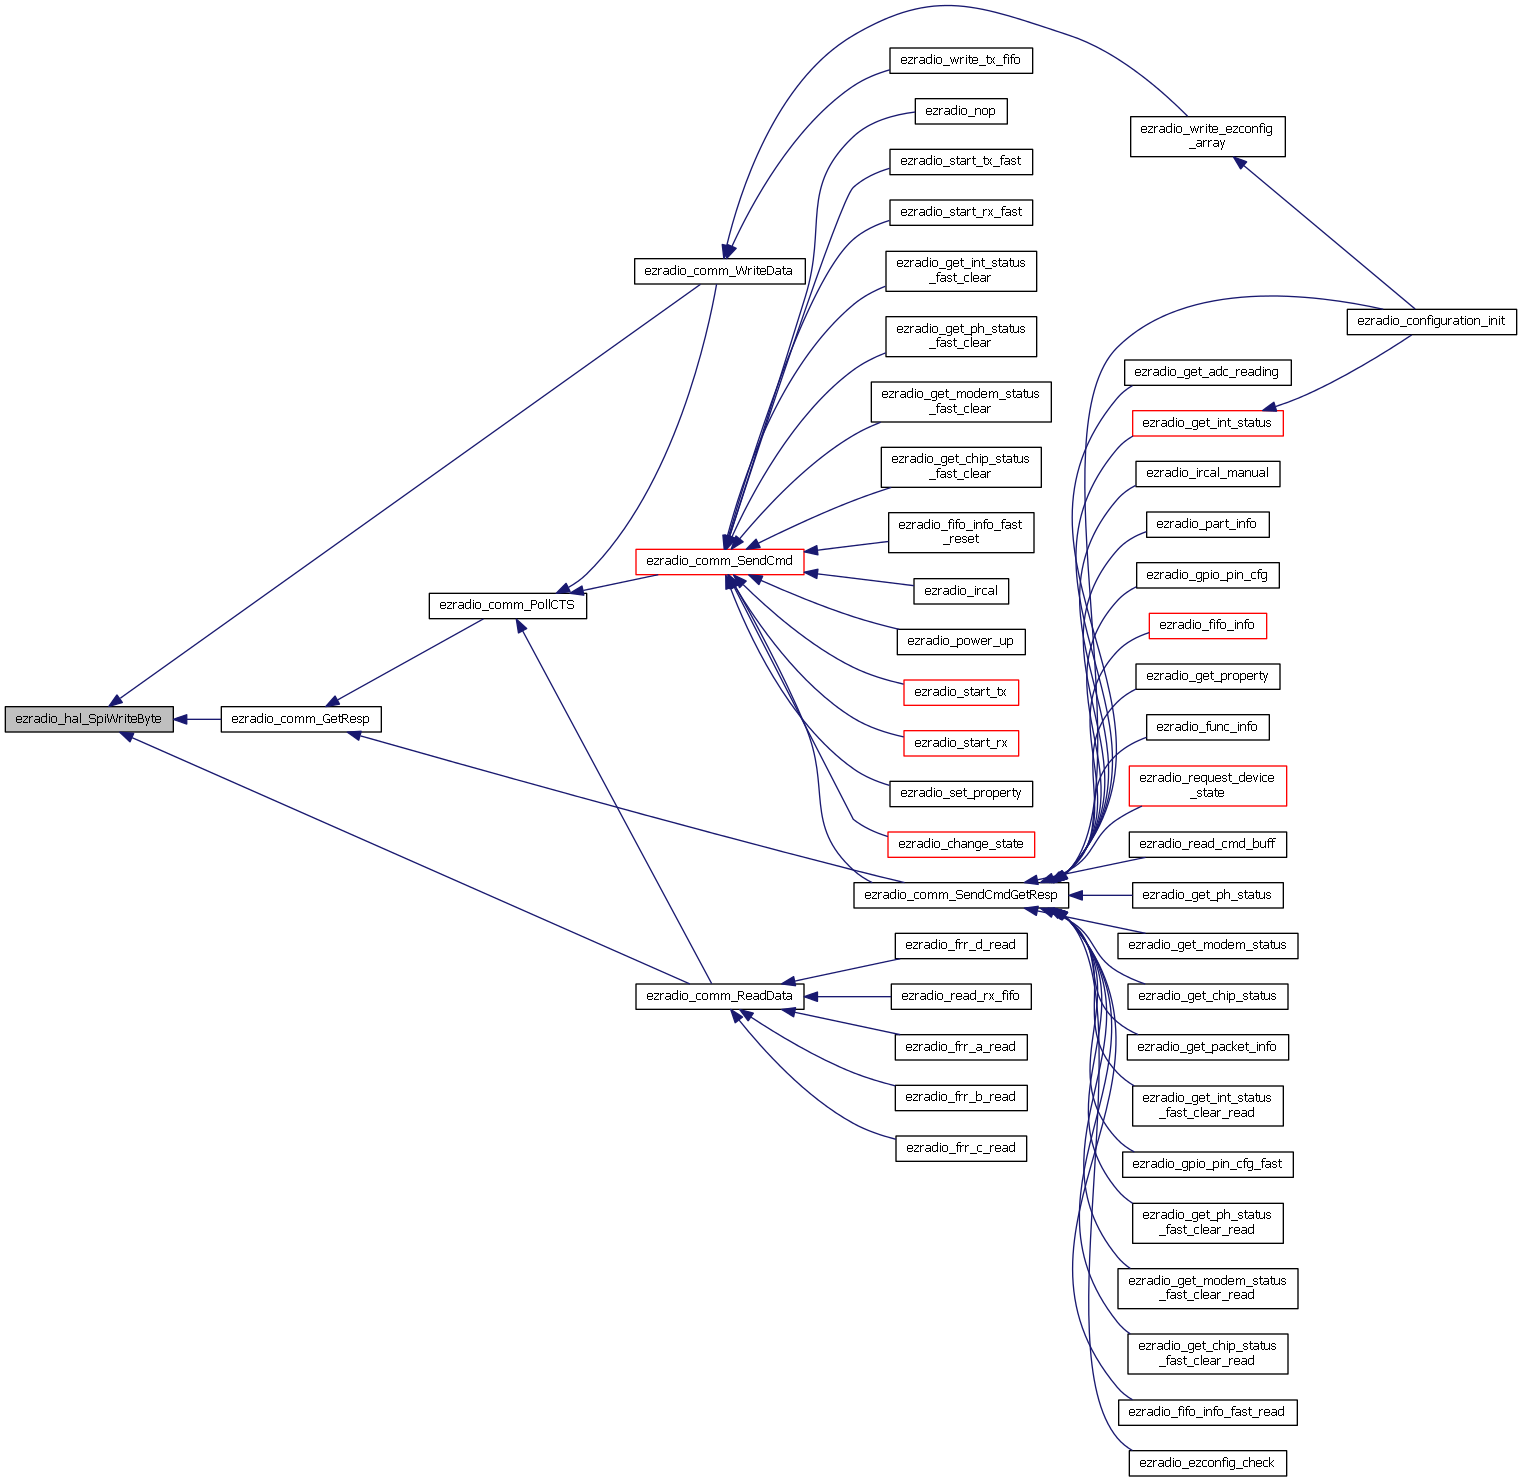 ezradio_hal_SpiWriteByte
ezradio_comm_GetResp
ezradio_comm_PollCTS
ezradio_comm_WriteData
ezradio_comm_SendCmd
ezradio_comm_ReadData
ezradio_write_tx_fifo
ezradio_nop
ezradio_start_tx_fast
ezradio_start_rx_fast
ezradio_get_int_status
_fast_clear
ezradio_get_ph_status
_fast_clear
ezradio_get_modem_status
_fast_clear
ezradio_get_chip_status
_fast_clear
ezradio_fifo_info_fast
_reset
ezradio_ircal
ezradio_power_up
ezradio_start_tx
ezradio_start_rx
ezradio_set_property
ezradio_change_state
ezradio_comm_SendCmdGetResp
ezradio_frr_d_read
ezradio_read_rx_fifo
ezradio_frr_a_read
ezradio_frr_b_read
ezradio_frr_c_read
ezradio_write_ezconfig
_array
ezradio_get_adc_reading
ezradio_get_int_status
ezradio_ircal_manual
ezradio_part_info
ezradio_gpio_pin_cfg
ezradio_fifo_info
ezradio_get_property
ezradio_func_info
ezradio_request_device
_state
ezradio_read_cmd_buff
ezradio_get_ph_status
ezradio_get_modem_status
ezradio_get_chip_status
ezradio_get_packet_info
ezradio_get_int_status
_fast_clear_read
ezradio_gpio_pin_cfg_fast
ezradio_get_ph_status
_fast_clear_read
ezradio_get_modem_status
_fast_clear_read
ezradio_get_chip_status
_fast_clear_read
ezradio_fifo_info_fast_read
ezradio_ezconfig_check
ezradio_configuration_init